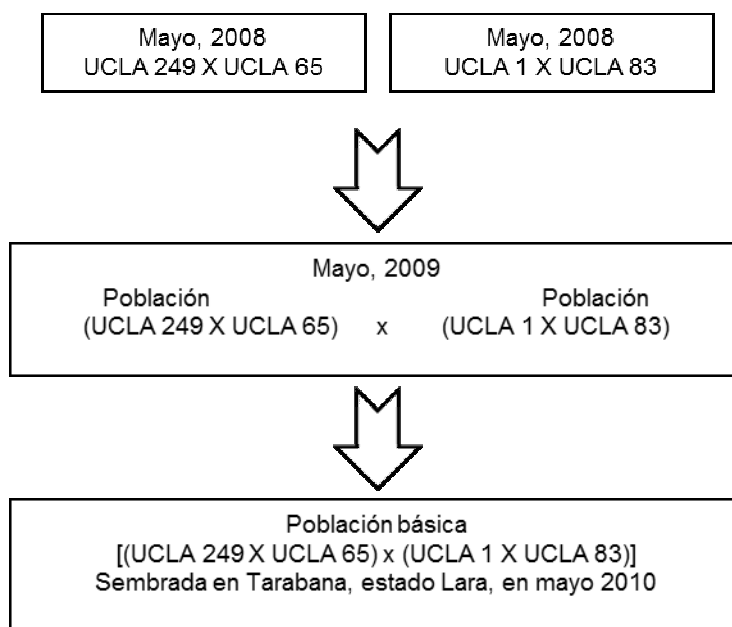 Mayo, 2008
UCLA 249 X UCLA 65
Mayo, 2008
UCLA 1 X UCLA 83
Mayo, 2009
Población Población
(UCLA 249 X UCLA 65) x (UCLA 1 X UCLA 83)
Población básica
[(UCLA 249 X UCLA 65) x (UCLA 1 X UCLA 83)]
Sembrada en Tarabana, estado Lara, en mayo 2010